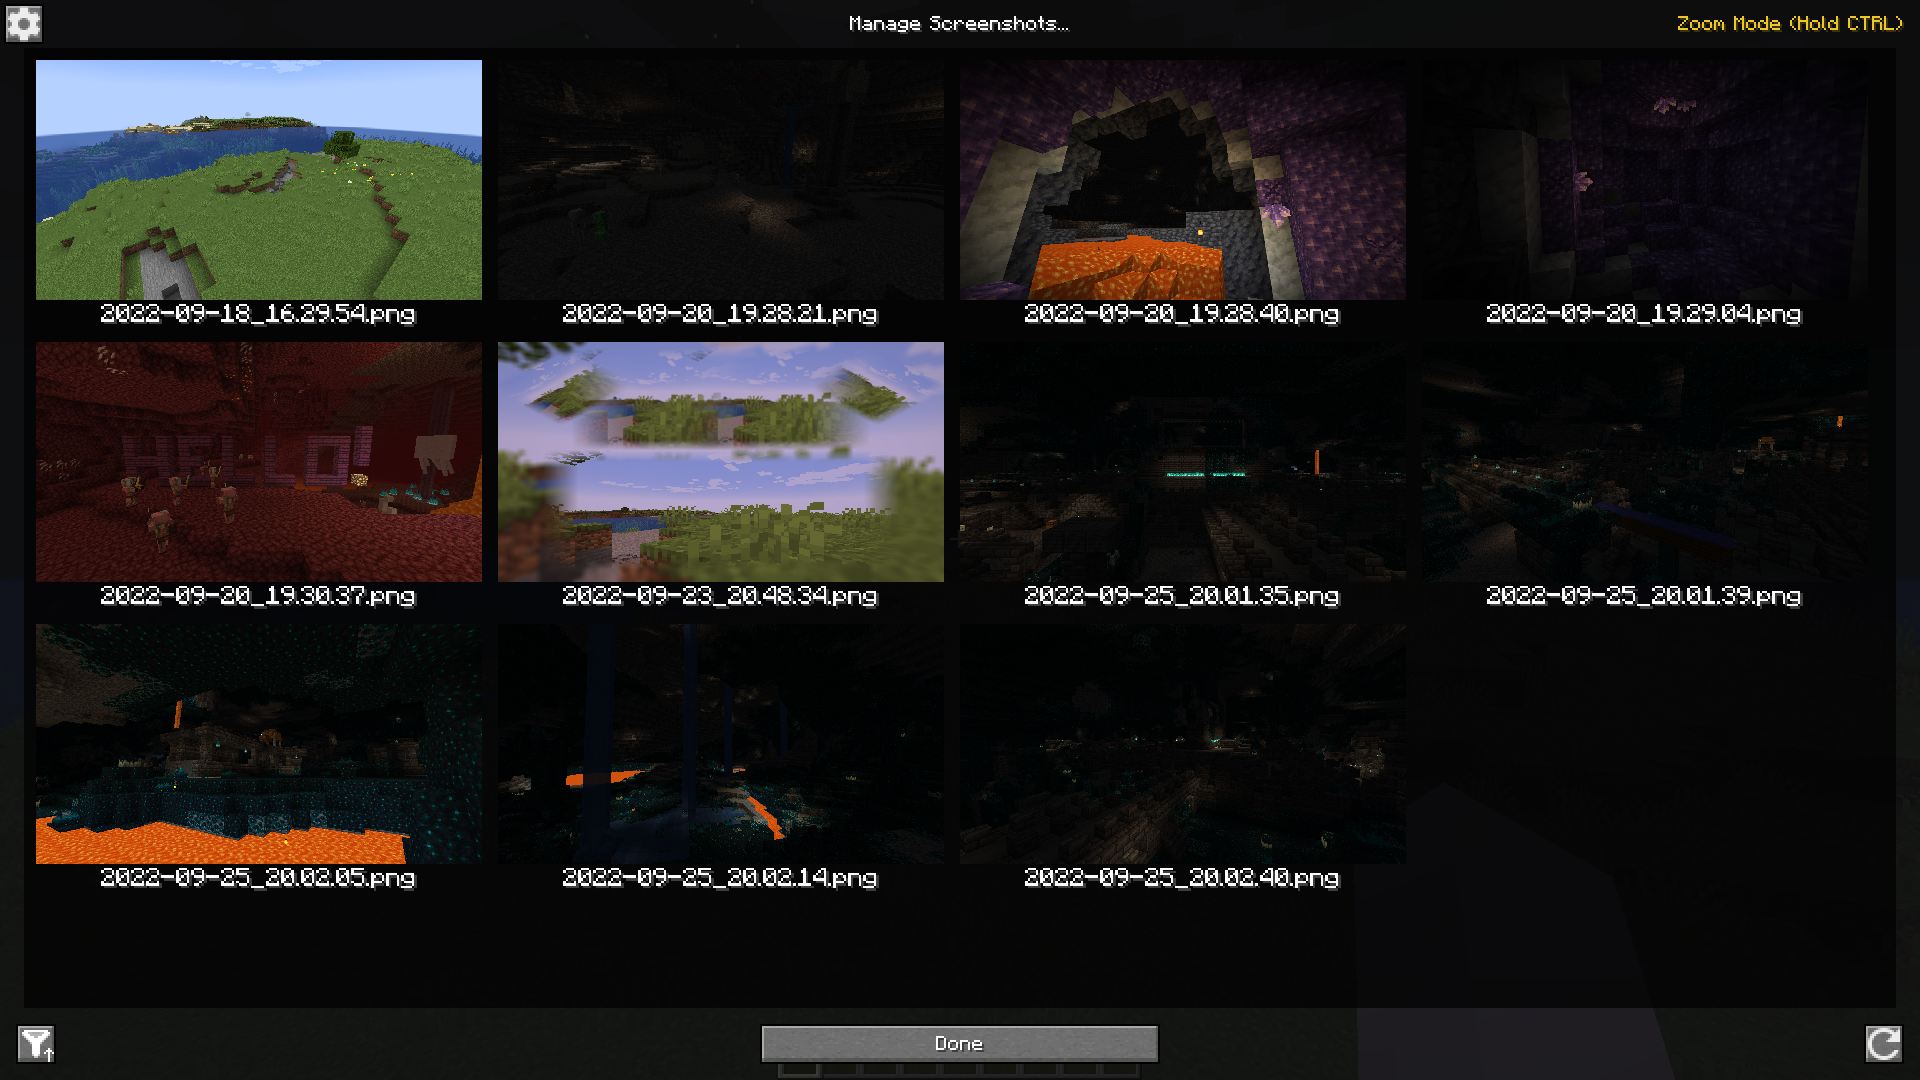 Manage Screenshots...
Zoom Mode (Hold CTRL)
2022-09-18_16.29.54.png
2022-09-20_19.28.21.png
2022-09-20_19.28.40.png
2022-09-20_19.29.04.png
HELLO
2022-09-20_19.30.37.png
2022-09-23_20.48.34.png
2022-09-25_20.01.35.png
2022-09-25_20.01.39.png
2022-09-25_20.02.05.png
2022-09-25_20.02.14.png
2022-09-25_20.02.40.png
Done